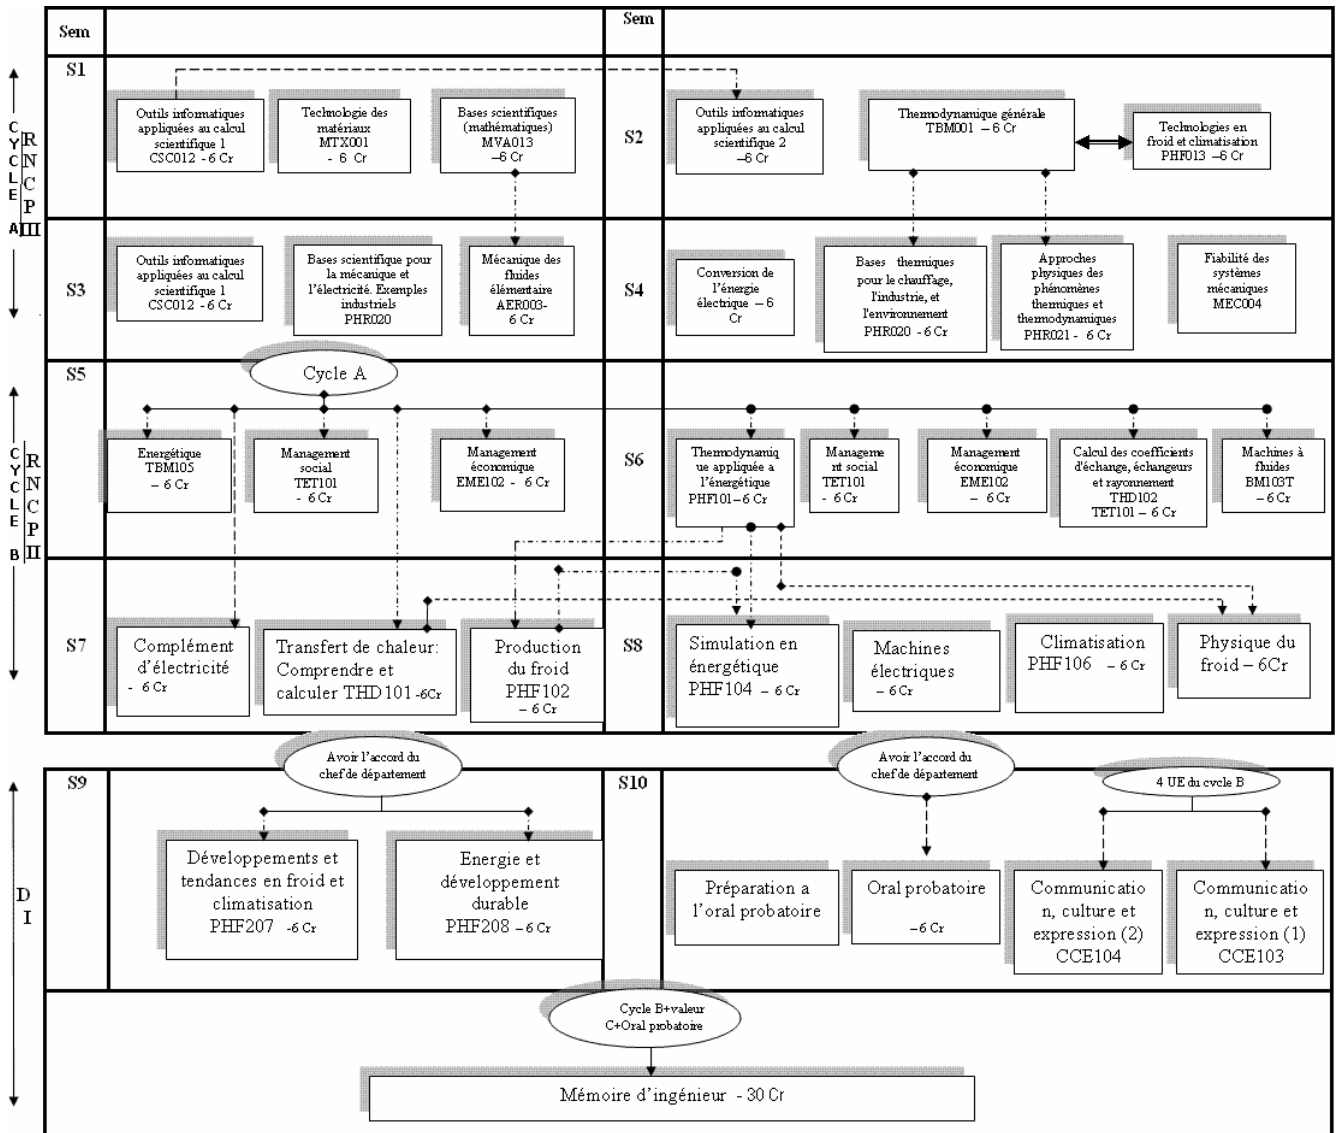 Sem
Sem
CYCLE A
RNCP III
S1
Outils informatiques
appliquées au calcul
scientifique 1
CSC012 - 6 Cr
Technologie des
matériaux
MTX001
- 6 Cr
Bases scientifiques
(mathématiques)
MVA013
– 6 Cr
S2
Outils informatiques
appliquées au calcul
scientifique 2
– 6 Cr
Thermodynamique générale
TBM001 – 6 Cr
Technologies en
froid et climatisation
PHF013 – 6 Cr
S3
Outils informatiques
appliquées au calcul
scientifique 1
CSC012 - 6 Cr
Bases scientifique pour
la mécanique et
l'électricité. Exemples
industriels
PHR020
Mécanique des
fluides
élémentaire
AER003-
6 Cr
S4
Conversion de
l'énergie
électrique – 6
Cr
Bases thermiques
pour le chauffage,
l'industrie, et
l'environnement
PHR020 - 6 Cr
Approches
physiques des
phénomènes
thermiques et
thermodynamiques
PHR021 - 6 Cr
Fiabilité des
systèmes
mécaniques
MEC004
CYCLE B
RNCP II
S5
Cycle A
Energétique
TBM105
– 6 Cr
Management
social
TET101
- 6 Cr
Management
économique
EME102 - 6 Cr
S6
Thermodynamiq
ue appliquée a
l'énergétique
PHF101 – 6 Cr
Manageme
nt social
TET101
- 6 Cr
Management
économique
EME102
– 6 Cr
Calcul des coefficients
d'échange, échangeurs
et rayonnement
THD102
TET101 – 6 Cr
Machines à
fluides
BM103T
– 6 Cr
S7
Complément
d'électricité
- 6 Cr
Transfert de chaleur:
Comprendre et
calculer THD101 -6Cr
Production
du froid
PHF102
– 6 Cr
S8
Simulation en
énergétique
PHF104 – 6 Cr
Machines
électriques
– 6 Cr
Climatisation
PHF106 – 6 Cr
Physique du
froid – 6Cr
D I
S9
Avoir l'accord du
chef de département
Développements et
tendances en froid et
climatisation
PHF207 -6 Cr
Energie et
développement
durable
PHF208 – 6 Cr
S10
Avoir l'accord du
chef de département
4 UE du cycle B
Préparation a
l'oral probatoire
Oral probatoire
– 6 Cr
Communicatio
n, culture et
expression (2)
CCE104
Communicatio
n, culture et
expression (1)
CCE103
Cycle B+valeur
C+Oral probatoire
Mémoire d'ingénieur - 30 Cr